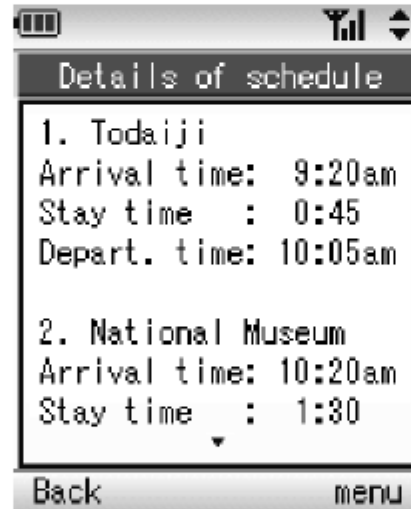 Details of schedule
1. Todaiji
Arrival time: 9:20am
Stay time : 0:45
Depart. time: 10:05am
2. National Museum
Arrival time: 10:20am
Stay time : 1:30
Back menu